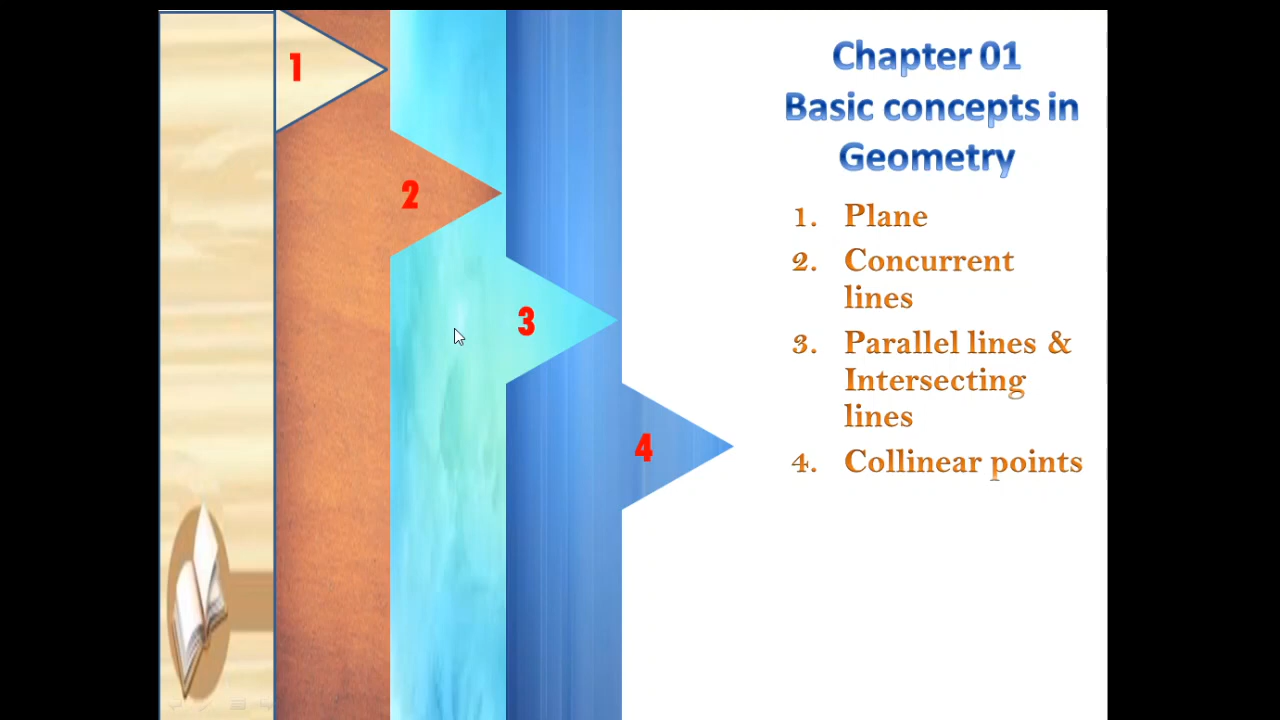 1
2
3
4
Chapter 01
Basic concepts in
Geometry
1. Plane
2. Concurrent
lines
3. Parallel lines &
Intersecting
lines
4. Collinear points